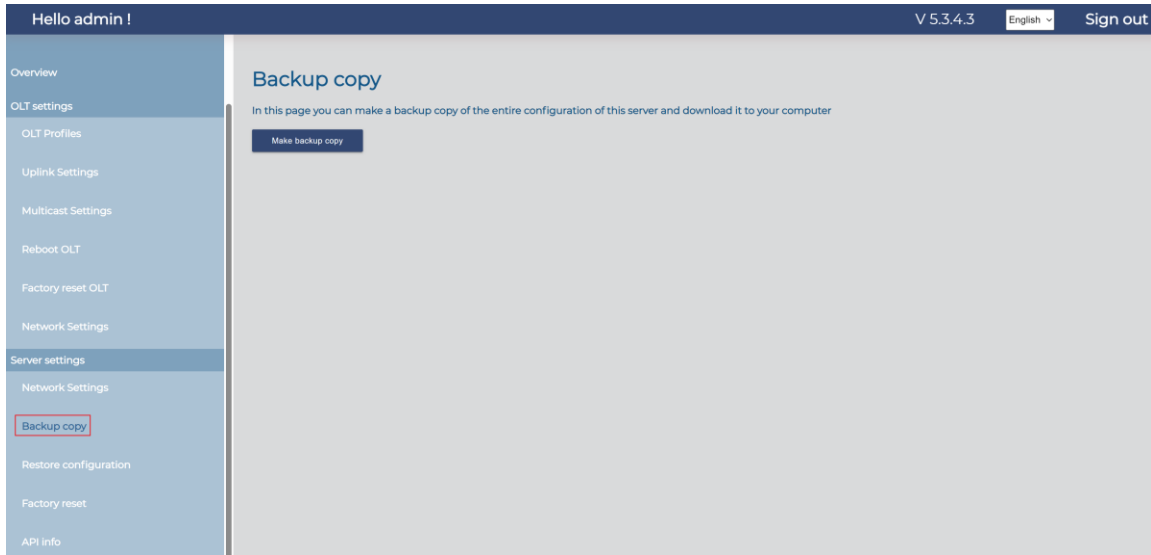 Hello admin !
V 5.3.4.3
English
Sign out
Overview
OLT settings
OLT Profiles
Uplink Settings
Multicast Settings
Reboot OLT
Factory reset OLT
Network Settings
Server settings
Network Settings
Backup copy
Restore configuration
Factory reset
API info
Backup copy
In this page you can make a backup copy of the entire configuration of this server and download it to your computer
Make backup copy